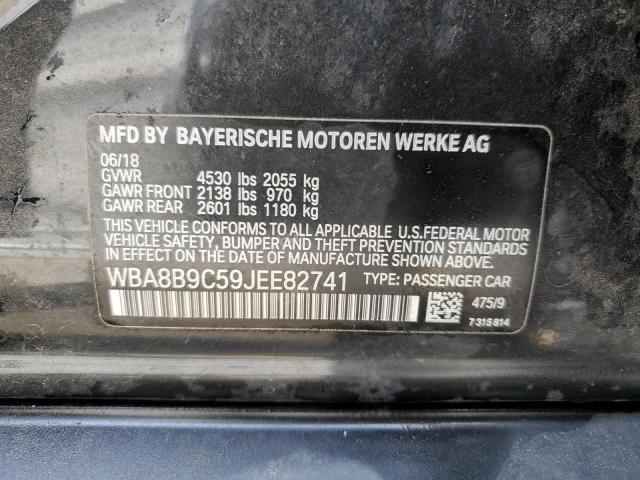 MFD BY BAYERISCHE MOTOREN WERKE AG
06/18
GVWR 4530 lbs 2055 kg
GAWR FRONT 2138 lbs 970 kg
GAWR REAR 2601 lbs 1180 kg
THIS VEHICLE CONFORMS TO ALL APPLICABLE U.S.FEDERAL MOTOR
VEHICLE SAFETY, BUMPER, AND THEFT PREVENTION STANDARDS
IN EFFECT ON THE DATE OF MANUFACTURE SHOWN ABOVE.
WBA8B9C59JEE82741 TYPE: PASSENGER CAR
475/9
7315814